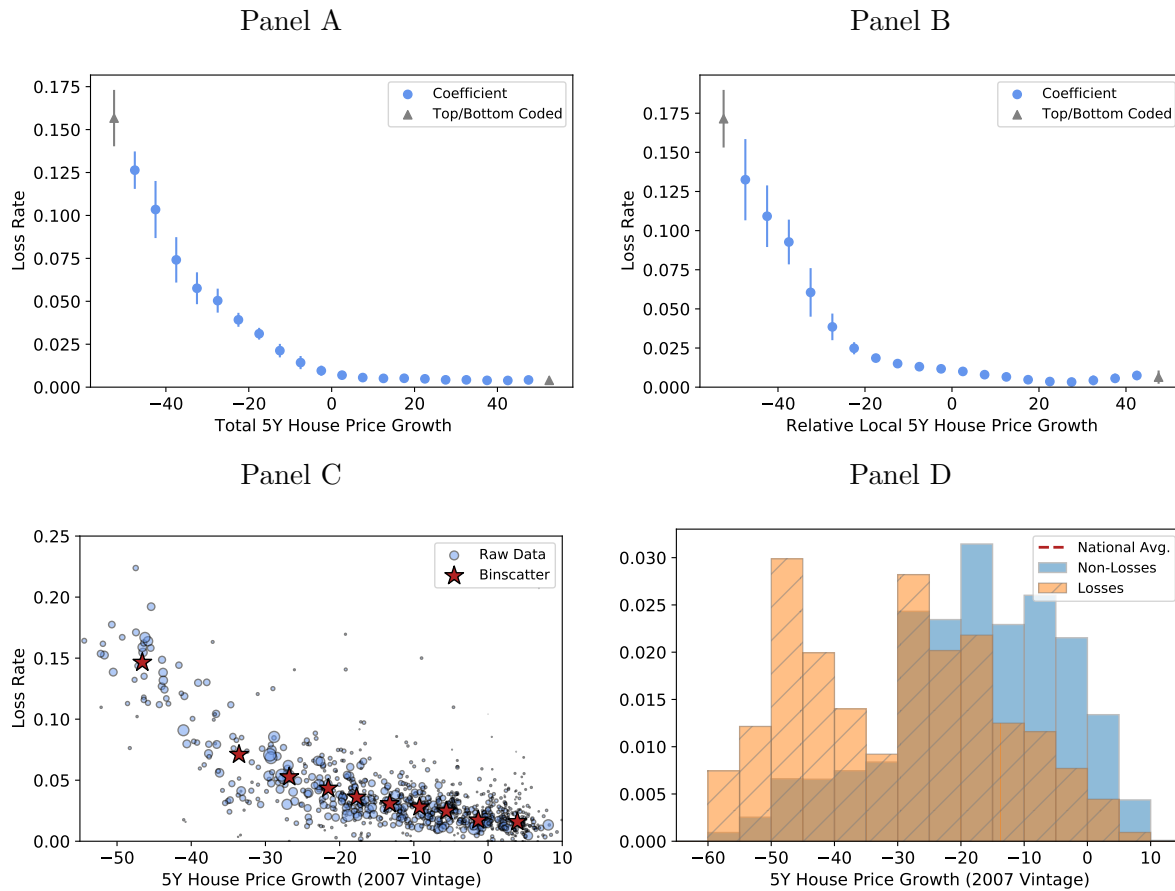 Panel A
Panel B
0.175
0.150
0.125
0.100
0.075
0.050
0.025
0.000
Loss Rate
Coefficient
Top/Bottom Coded
−40 −20 0 20 40
Total 5Y House Price Growth
0.175
0.150
0.125
0.100
0.075
0.050
0.025
0.000
Loss Rate
Coefficient
Top/Bottom Coded
−40 −20 0 20 40
Relative Local 5Y House Price Growth
Panel C
Panel D
0.25
0.20
0.15
0.10
0.05
0.00
Loss Rate
Raw Data
Binscatter
−50 −40 −30 −20 −10 0 10
5Y House Price Growth (2007 Vintage)
0.030
0.025
0.020
0.015
0.010
0.005
0.000
National Avg.
Non-Losses
Losses
−60 −50 −40 −30 −20 −10 0 10
5Y House Price Growth (2007 Vintage)